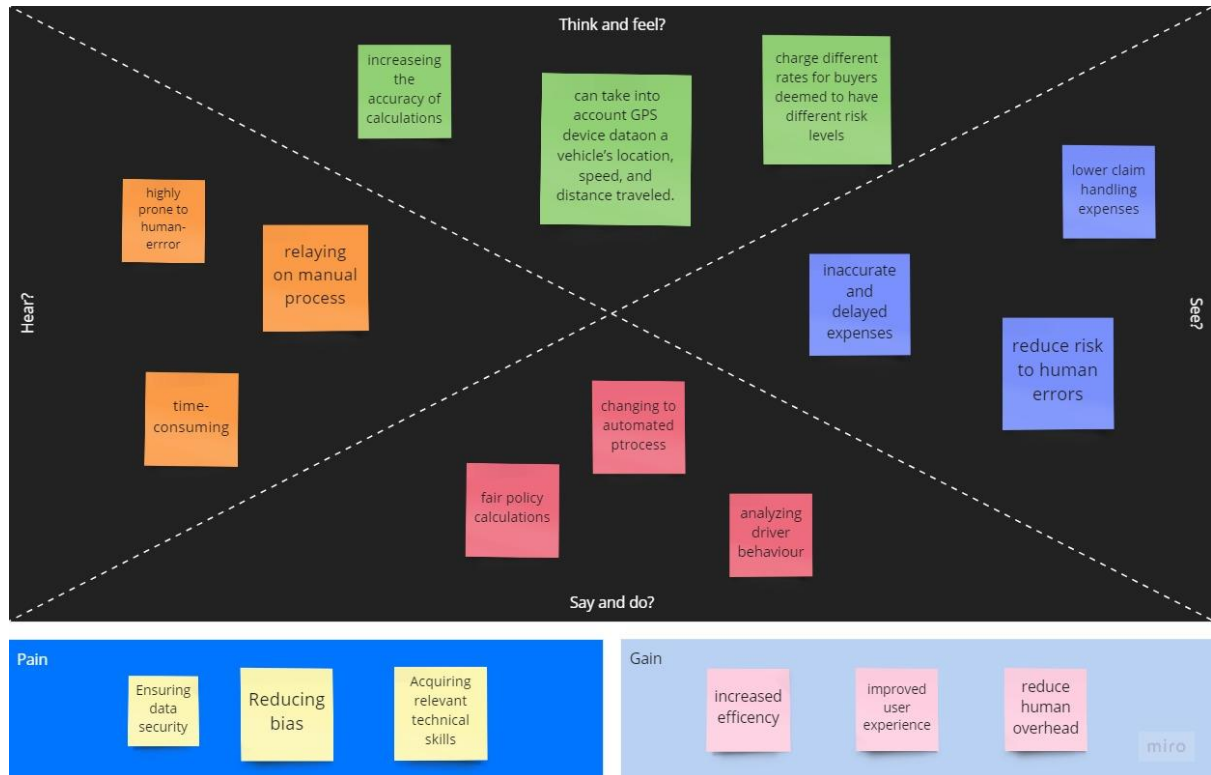 Think and feel?
increaseing
the
accuracy of
calculations
can take into
account GPS
device dataon a
vehicle's location,
speed, and
distance traveled.
charge different
rates for buyers
deemed to have
different risk
levels
Hear?
highly
prone to
human-
errror
relaying
on manual
process
time-
consuming
See?
lower claim
handling
expenses
inaccurate
and
delayed
expenses
reduce risk
to human
errors
changing to
automated
ptrocess
fair policy
calculations
analyzing
driver
behaviour
Say and do?
Pain
Ensuring
data
security
Reducing
bias
Acquiring
relevant
technical
skills
Gain
increased
efficency
improved
user
experience
reduce
human
overhead
miro